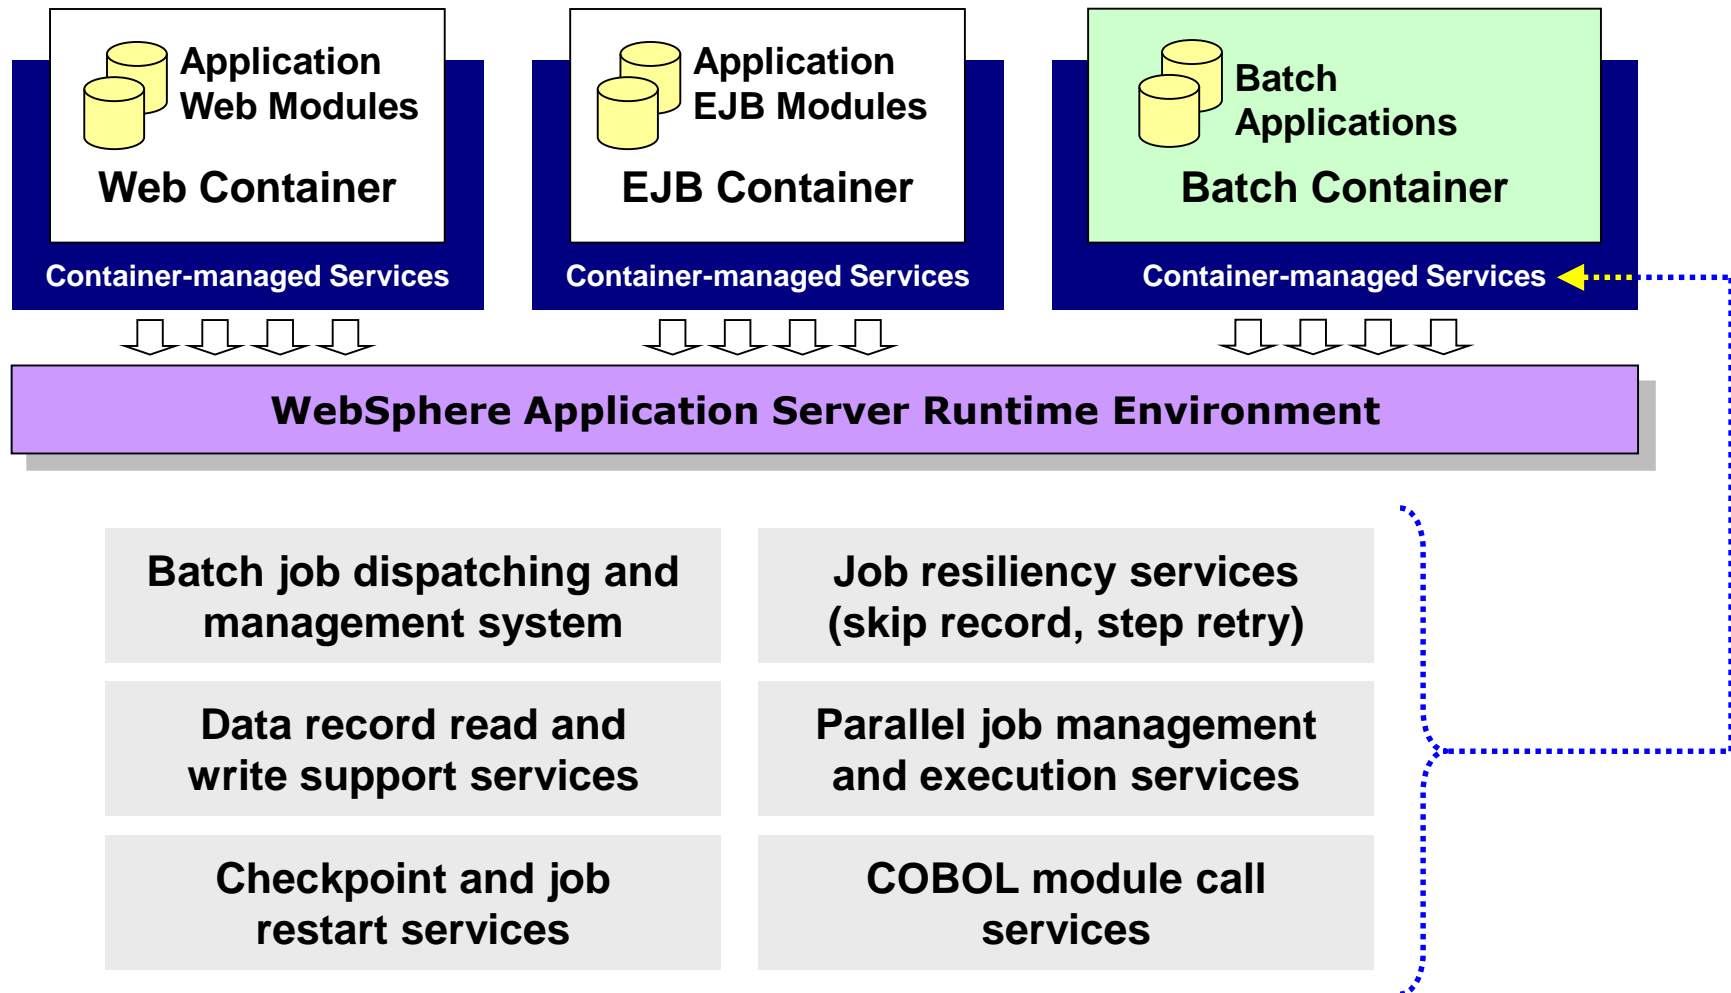 Application
Web Modules
Web Container
Container-managed Services
Application
EJB Modules
EJB Container
Container-managed Services
Batch
Applications
Batch Container
Container-managed Services
WebSphere Application Server Runtime Environment
Batch job dispatching and
management system
Job resiliency services
(skip record, step retry)
Data record read and
write support services
Parallel job management
and execution services
Checkpoint and job
restart services
COBOL module call
services